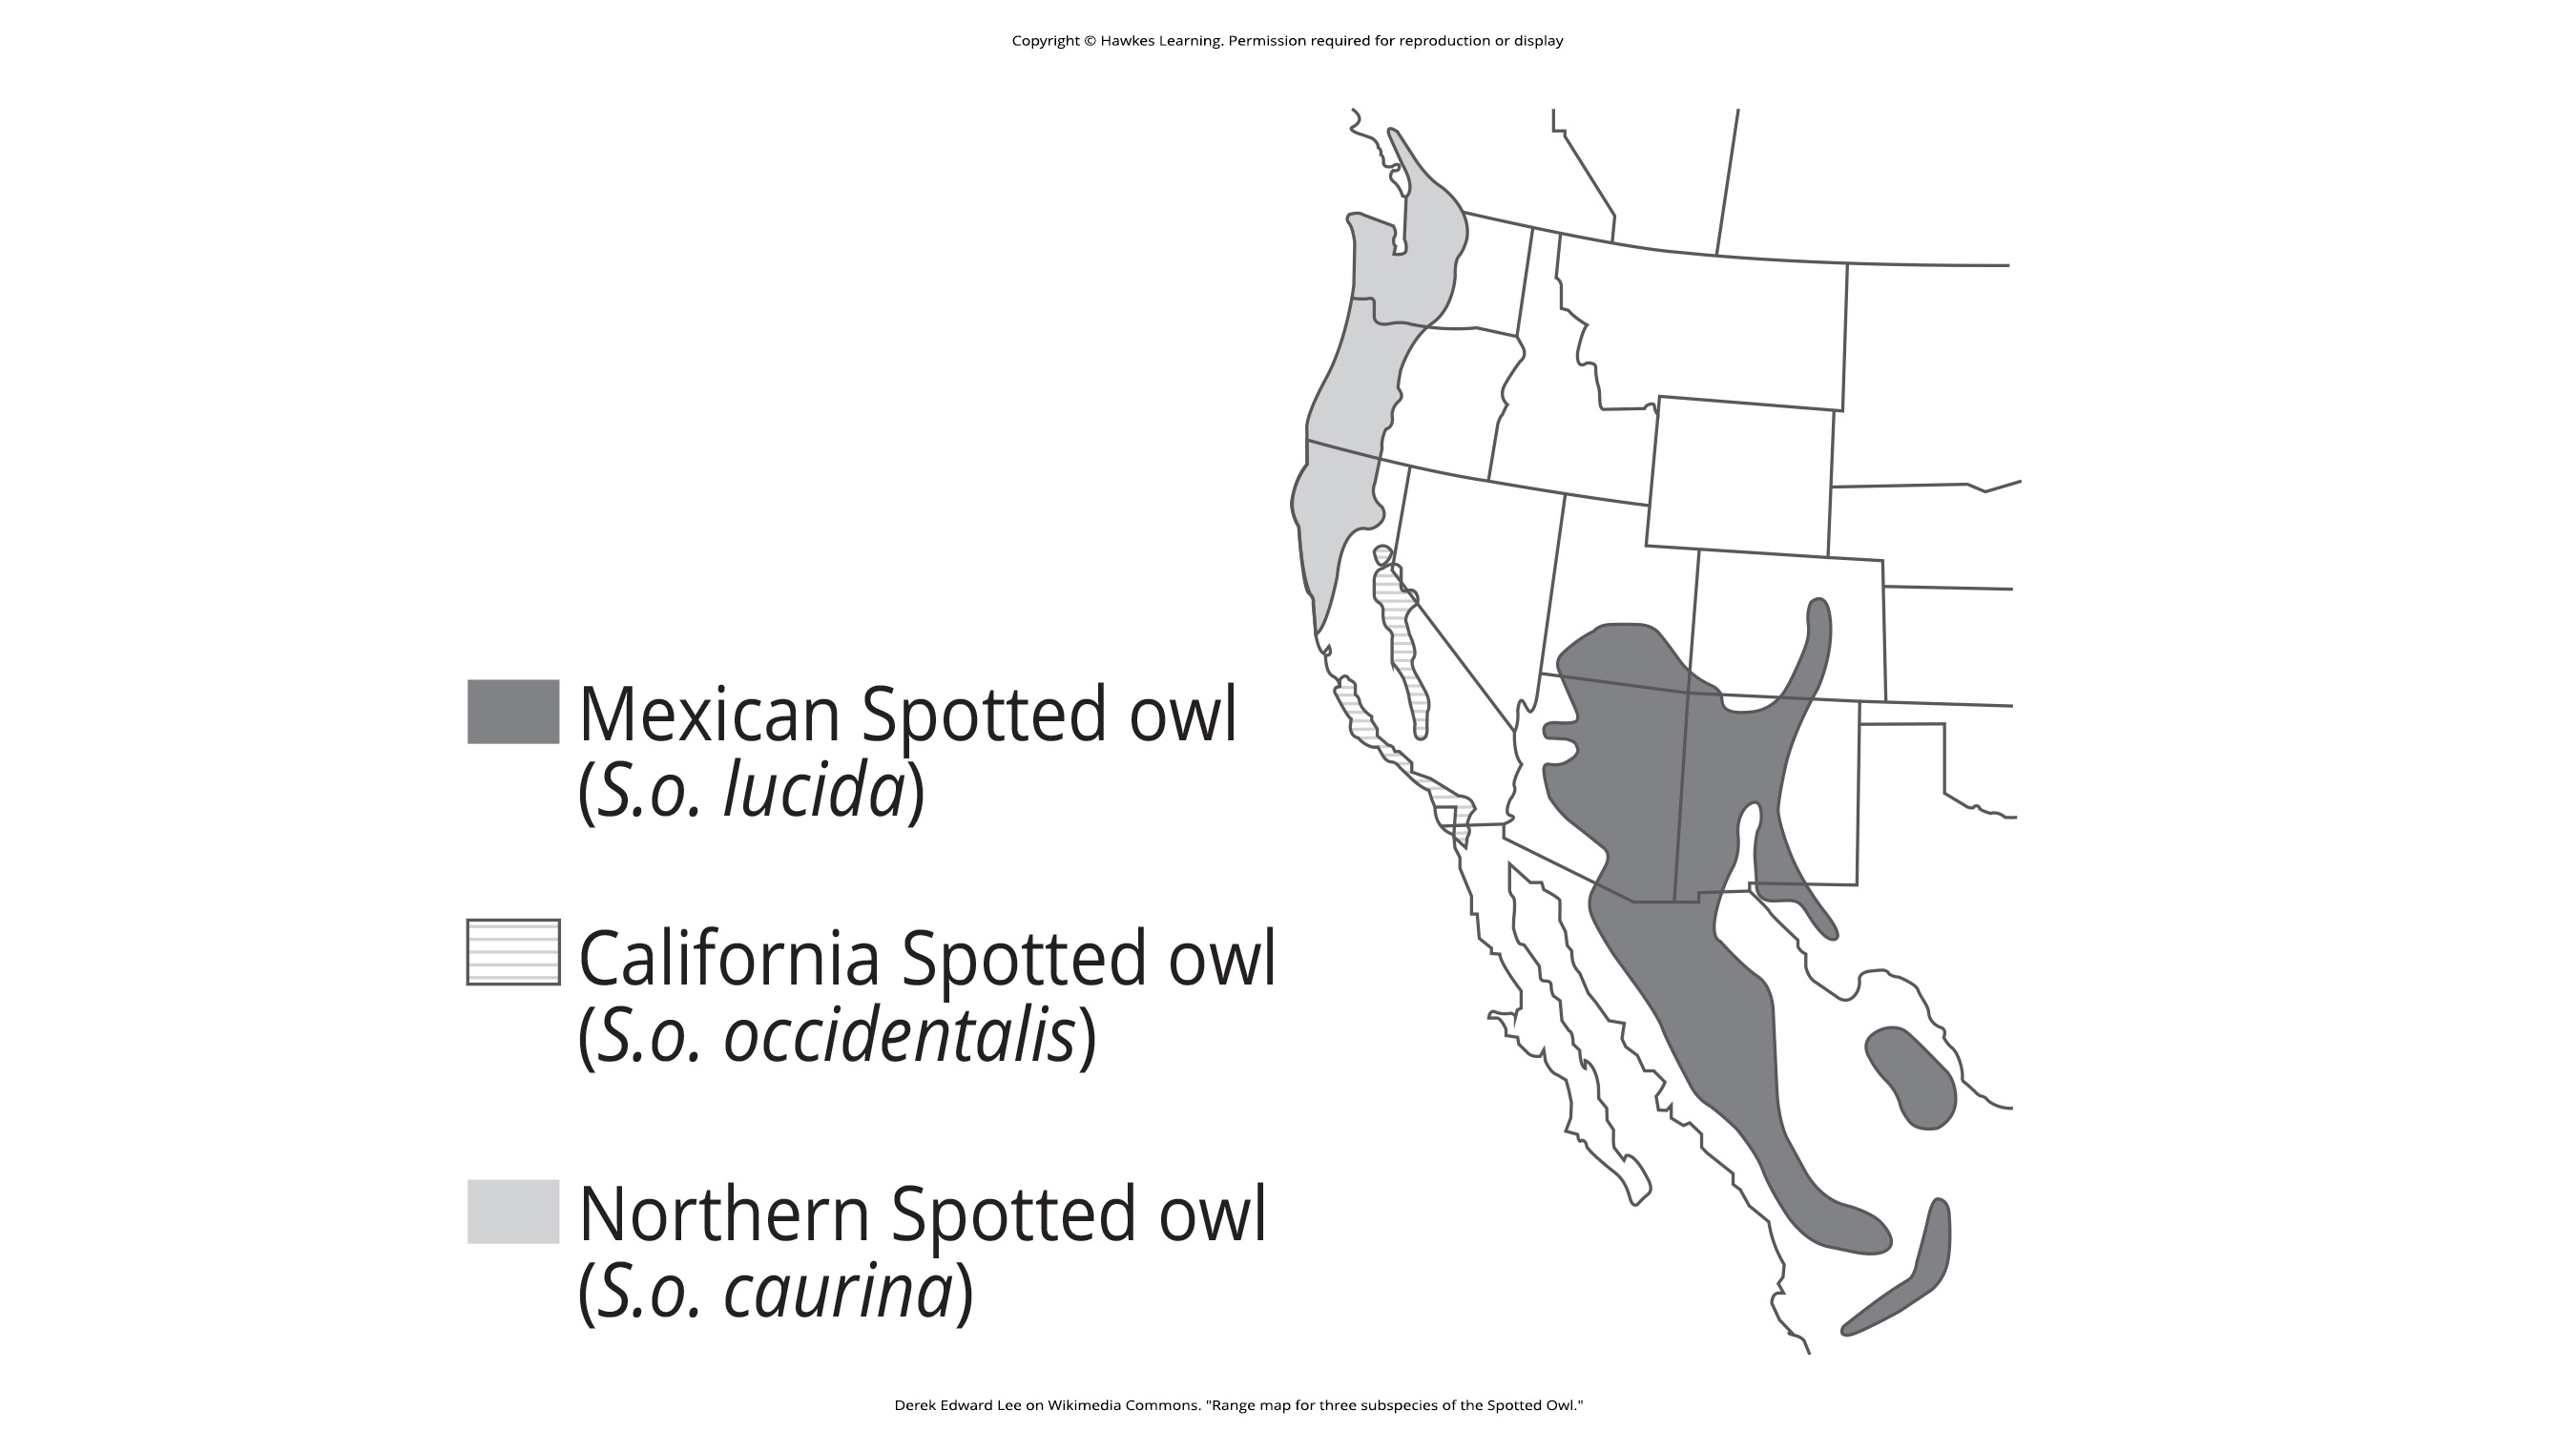 Copyright © Hawkes Learning. Permission required for reproduction or display
Mexican Spotted owl
(S.o. lucida)
California Spotted owl
(S.o. occidentalis)
Northern Spotted owl
(S.o. caurina)
Derek Edward Lee on Wikimedia Commons. "Range map for three subspecies of the Spotted Owl."